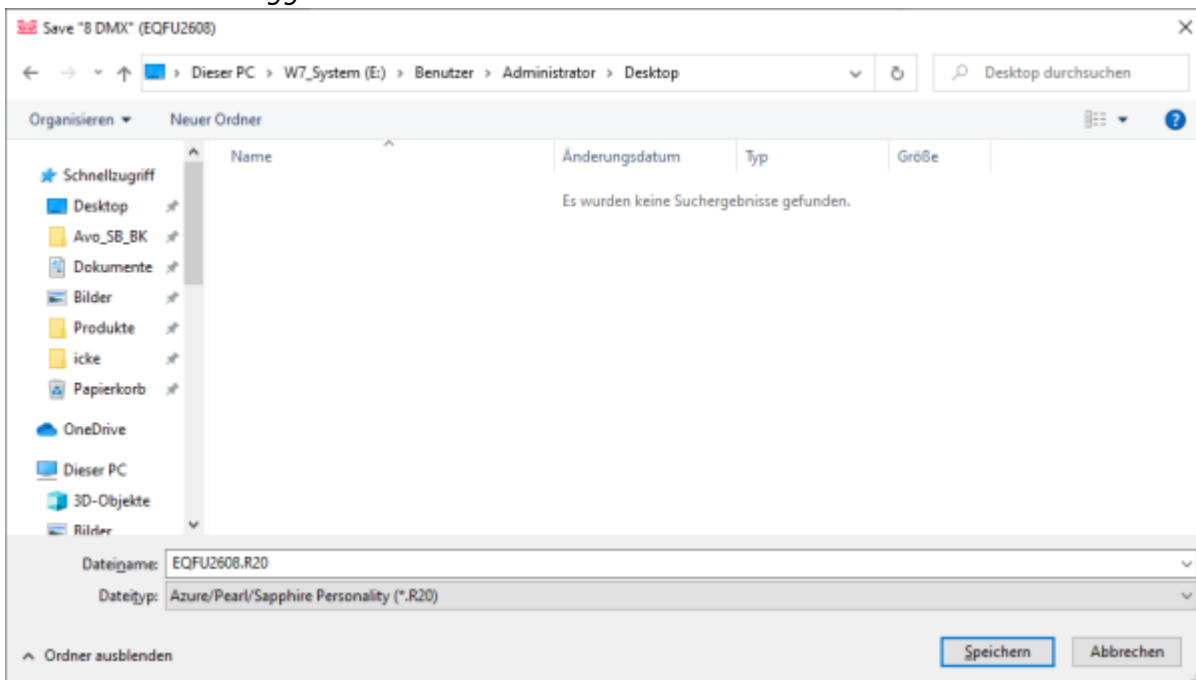 Save "8 DMX" (EQFU2608)
Dieser PC › W7_System (E:) › Benutzer › Administrator › Desktop
Desktop durchsuchen
Organisieren
Neuer Ordner
Name
Änderungsdatum
Typ
Größe
Es wurden keine Suchergebnisse gefunden.
Schnellzugriff
Desktop
Avo_SB_BK
Dokumente
Bilder
Produkte
icke
Papierkorb
OneDrive
Dieser PC
3D-Objekte
Bilder
Dateiname: EQFU2608.R20
Dateityp: Azure/Pearl/Sapphire Personality (*.R20)
Ordner ausblenden
Speichern
Abbrechen